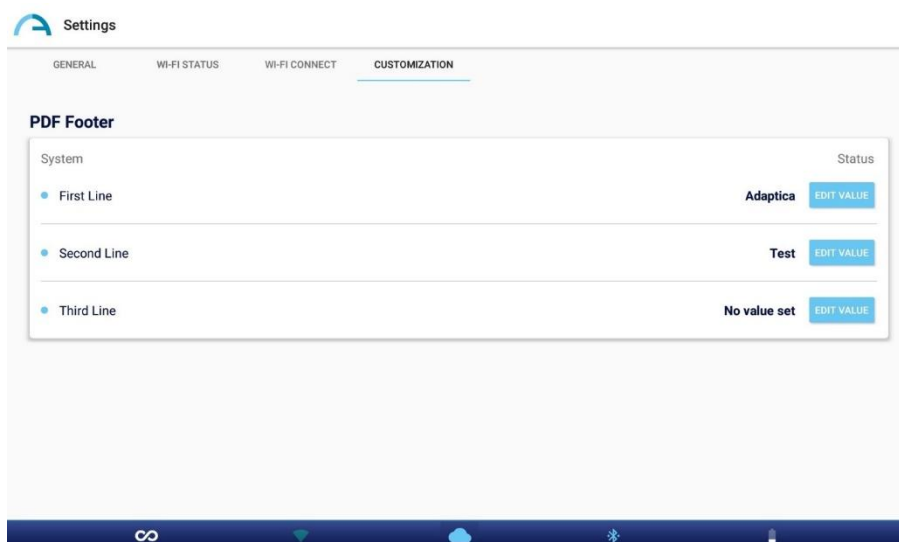 Settings
GENERAL WI-FI STATUS WI-FI CONNECT CUSTOMIZATION
PDF Footer
System Status
First Line Adaptica EDIT VALUE
Second Line Test EDIT VALUE
Third Line No value set EDIT VALUE